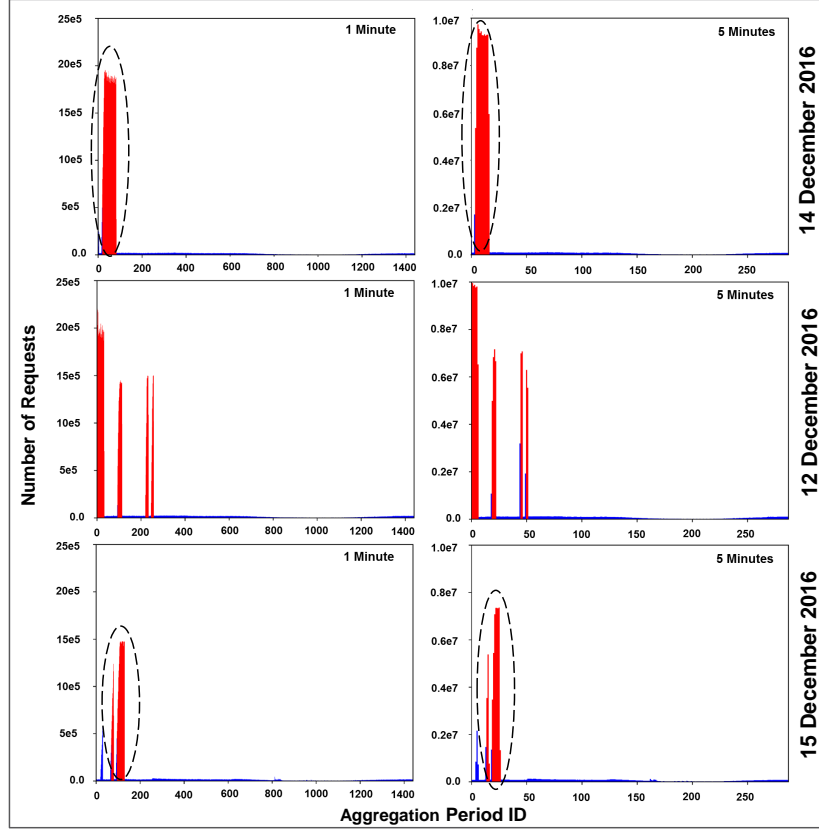 25e5
20e5
15e5
10e5
5e5
0.0
1 Minute
0 200 400 600 800 1000 1200 1400
1.0e7
0.8e7
0.6e7
0.4e7
0.2e7
0.0
5 Minutes
0 50 100 150 200 250
14 December 2016
25e5
20e5
15e5
10e5
5e5
0.0
1 Minute
0 200 400 600 800 1000 1200 1400
1.0e7
0.8e7
0.6e7
0.4e7
0.2e7
0.0
5 Minutes
0 50 100 150 200 250
12 December 2016
Number of Requests
25e5
20e5
15e5
10e5
5e5
0.0
1 Minute
0 200 400 600 800 1000 1200 1400
1.0e7
0.8e7
0.6e7
0.4e7
0.2e7
0.0
5 Minutes
0 50 100 150 200 250
15 December 2016
Aggregation Period ID